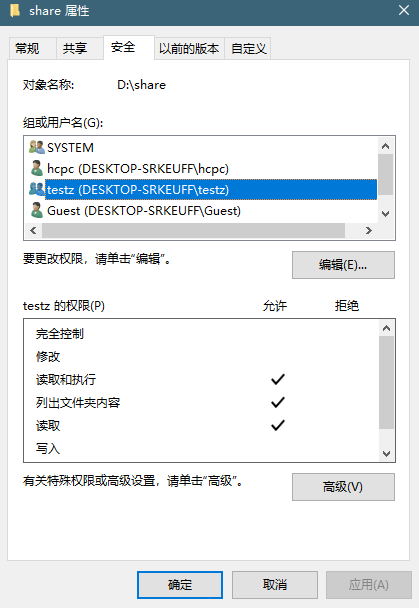 share 属性
常规 共享 安全 以前的版本 自定义
对象名称: D:\share
组或用户名(G):
SYSTEM
hcpc (DESKTOP-SRKEUFF\hcpc)
testz (DESKTOP-SRKEUFF\testz)
Guest (DESKTOP-SRKEUFF\Guest)
要更改权限，请单击“编辑”。 编辑(E)...
testz 的权限(P) 允许 拒绝
完全控制
修改
读取和执行
列出文件夹内容
读取
写入
有关特殊权限或高级设置，请单击“高级”。 高级(V)
确定 取消 应用(A)